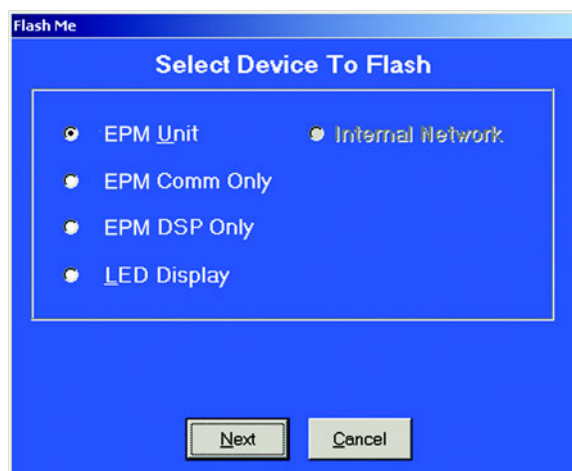 Flash Me
Select Device To Flash
EPM Unit
Internal Network
EPM Comm Only
EPM DSP Only
LED Display
Next
Cancel